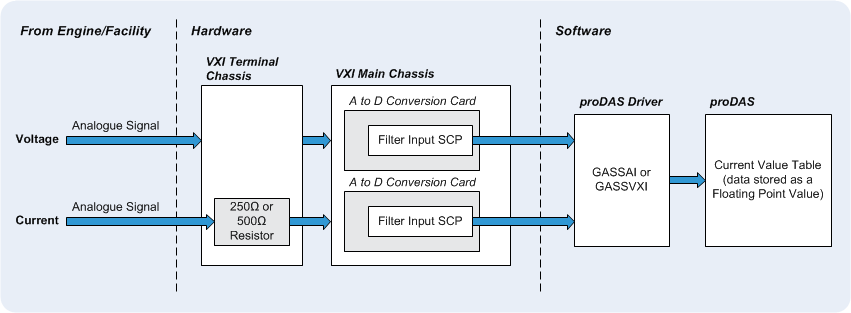 From Engine/Facility
Hardware
Software
VXI Terminal
Chassis
VXI Main Chassis
A to D Conversion Card
proDAS Driver
proDAS
Voltage
Analogue Signal
Filter Input SCP
GASSAI or
GASSVXI
Current Value Table
(data stored as a
Floating Point Value)
A to D Conversion Card
Current
Analogue Signal
250Ω or
500Ω
Resistor
Filter Input SCP